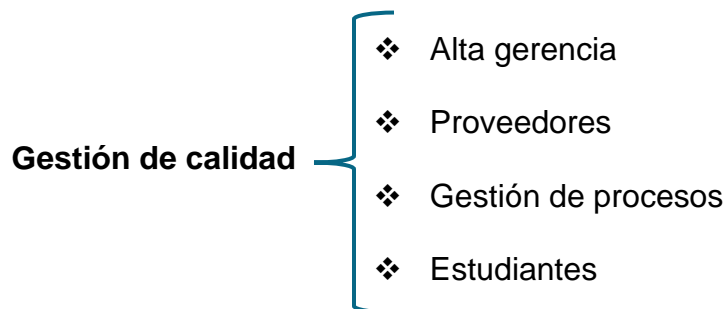 Gestión de calidad
❖ Alta gerencia
❖ Proveedores
❖ Gestión de procesos
❖ Estudiantes